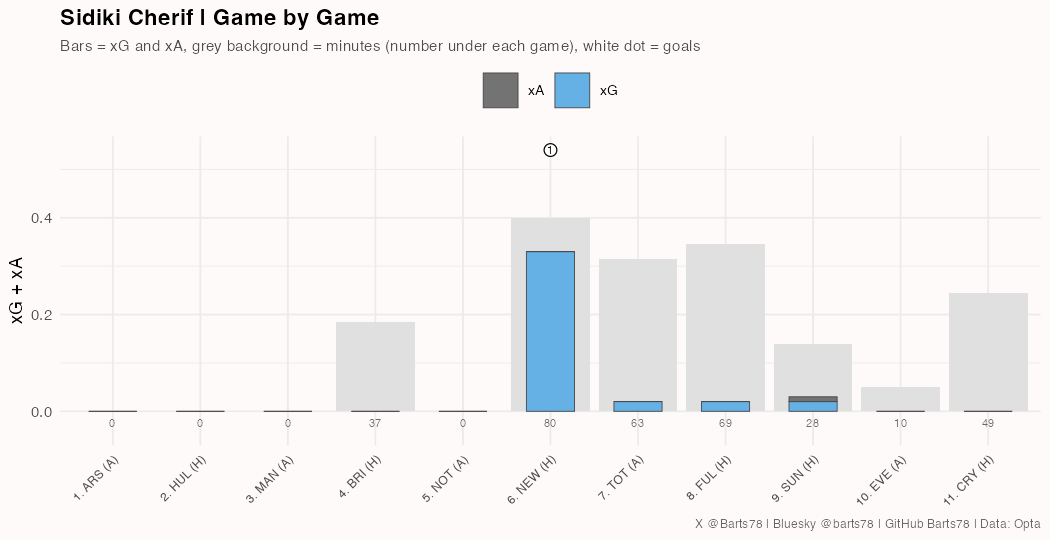 Sidiki Cherif | Game by Game
Bars = xG and xA, grey background = minutes (number under each game), white dot = goals
xA xG
1
xG + xA
0.4
0.2
0.0
0 0 0 37 0 80 63 69 28 10 49
1. ARS (A) 2. HUL (H) 3. MAN (A) 4. BRI (H) 5. NOT (A) 6. NEW (H) 7. TOT (A) 8. FUL (H) 9. SUN (H) 10. EVE (A) 11. CRY (H)
X @Barts78 | Bluesky @barts78 | GitHub Barts78 | Data: Opta